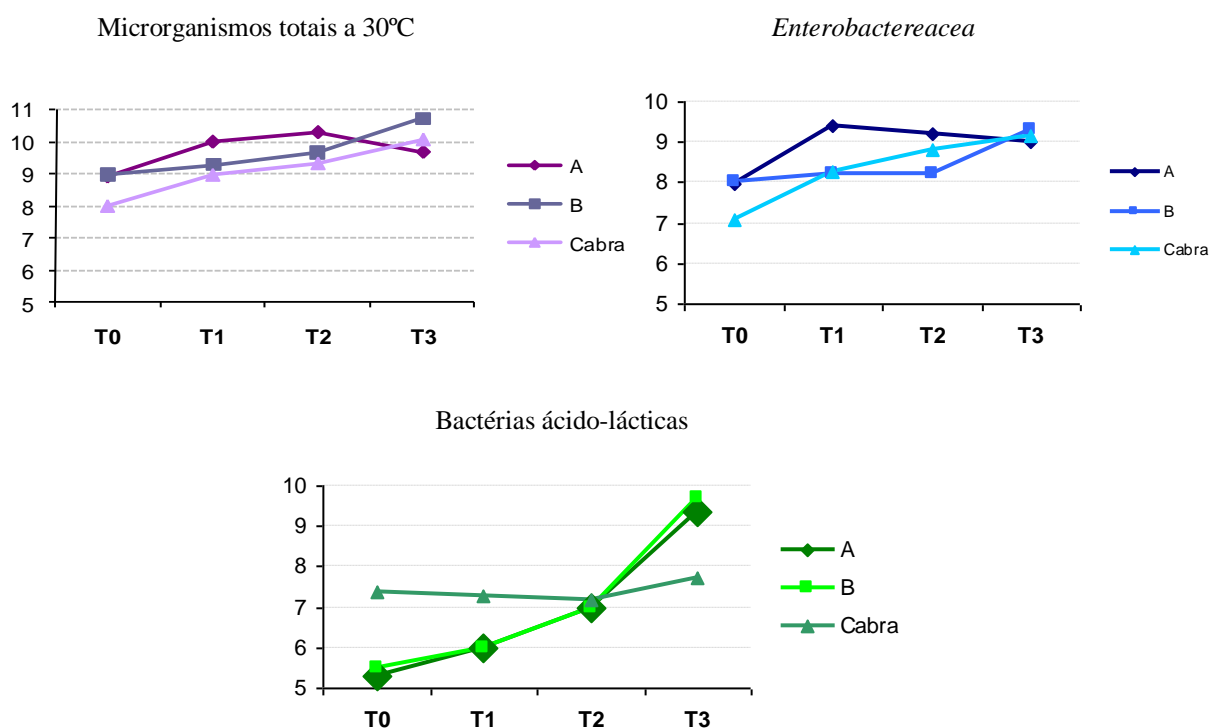 Microrganismos totais a 30ºC
11
10
9
8
7
6
5
T0 T1 T2 T3
A
B
Cabra
Enterobactereacea
10
9
8
7
6
5
T0 T1 T2 T3
A
B
Cabra
Bactérias ácido-lácticas
10
9
8
7
6
5
T0 T1 T2 T3
A
B
Cabra